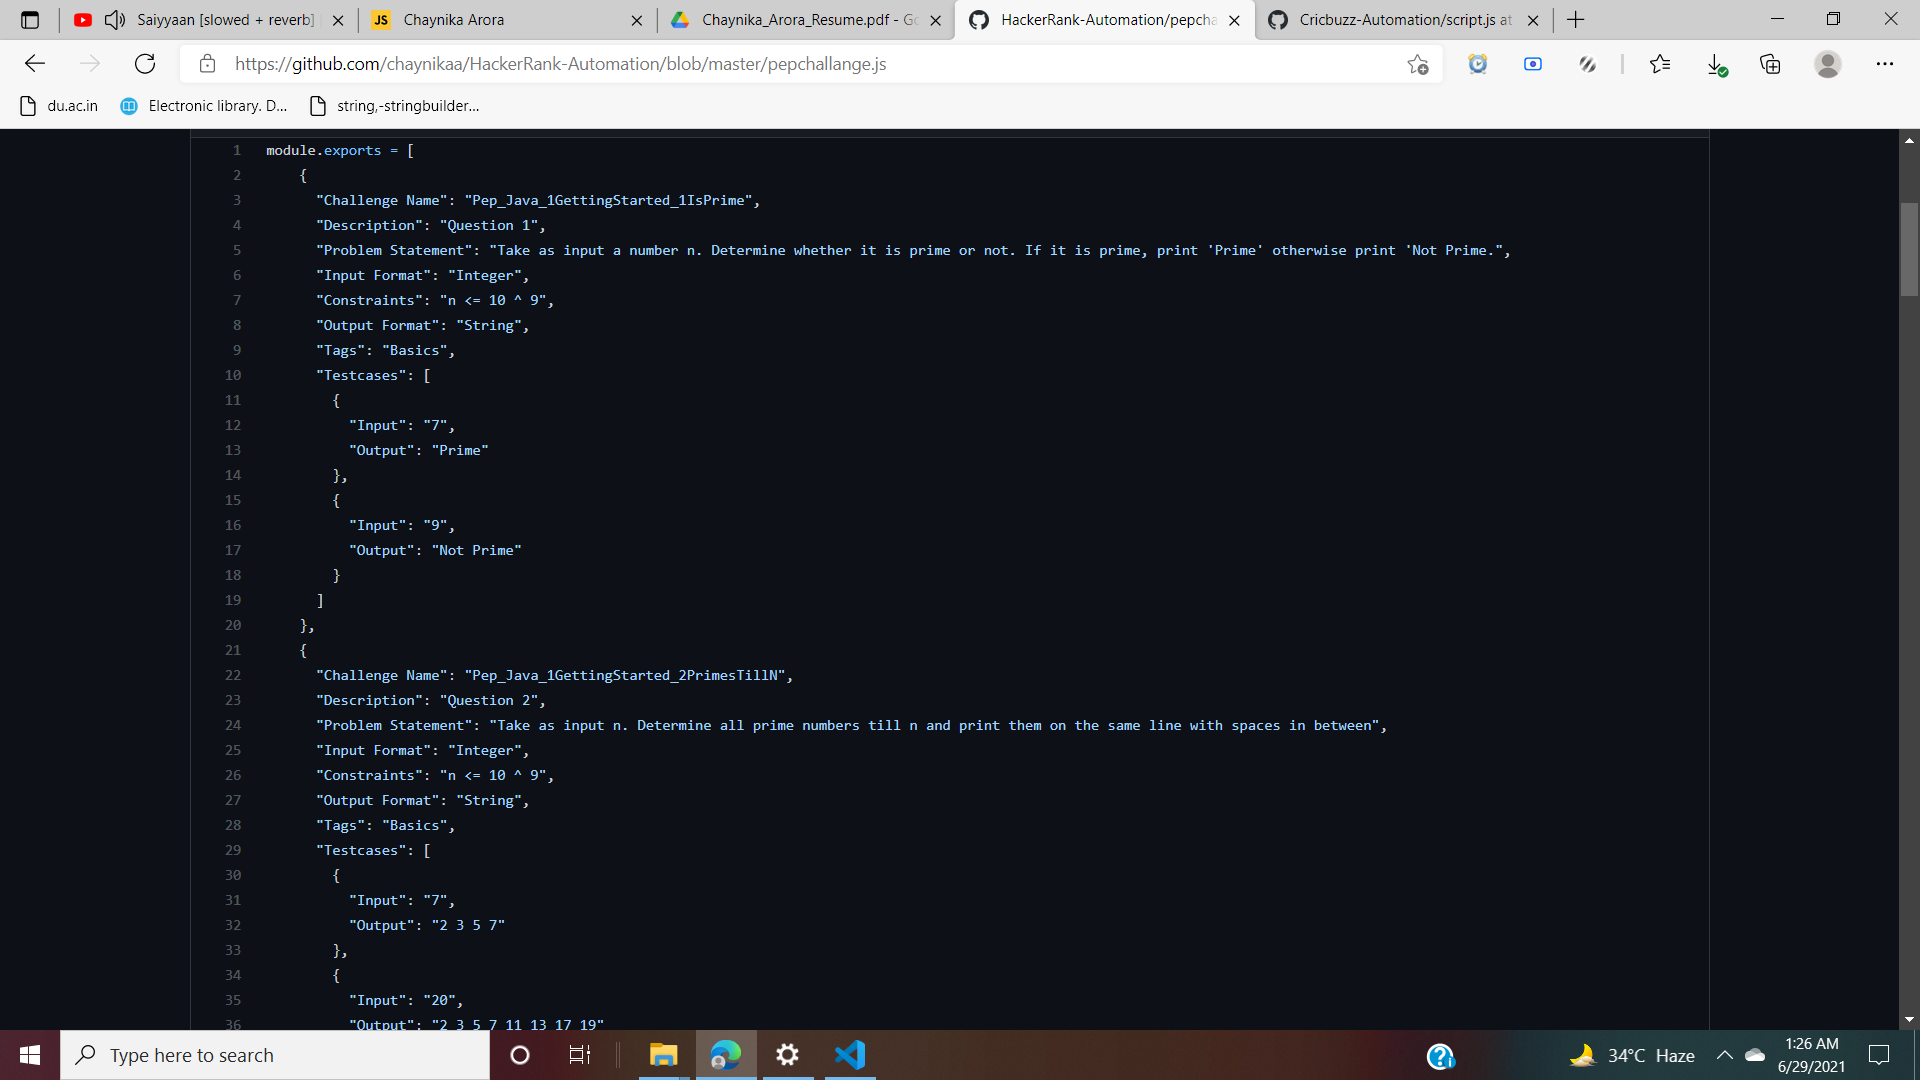 Saiyyaan [slowed + reverb]
JS Chaynika Arora
Chaynika_Arora_Resume.pdf - Go
HackerRank-Automation/pepcha
Cricbuzz-Automation/script.js at
https://github.com/chaynikaa/HackerRank-Automation/blob/master/pepchallange.js
du.ac.in
Electronic library. D...
string,-stringbuilder...
1 module.exports = [
2 {
3 "Challenge Name": "Pep_Java_1GettingStarted_1IsPrime",
4 "Description": "Question 1",
5 "Problem Statement": "Take as input a number n. Determine whether it is prime or not. If it is prime, print 'Prime' otherwise print 'Not Prime.",
6 "Input Format": "Integer",
7 "Constraints": "n <= 10 ^ 9",
8 "Output Format": "String",
9 "Tags": "Basics",
10 "Testcases": [
11 {
12 "Input": "7",
13 "Output": "Prime"
14 },
15 {
16 "Input": "9",
17 "Output": "Not Prime"
18 }
19 ]
20 },
21 {
22 "Challenge Name": "Pep_Java_1GettingStarted_2PrimesTillN",
23 "Description": "Question 2",
24 "Problem Statement": "Take as input n. Determine all prime numbers till n and print them on the same line with spaces in between",
25 "Input Format": "Integer",
26 "Constraints": "n <= 10 ^ 9",
27 "Output Format": "String",
28 "Tags": "Basics",
29 "Testcases": [
30 {
31 "Input": "7",
32 "Output": "2 3 5 7"
33 },
34 {
35 "Input": "20",
36 "Output": "2 3 5 7 11 13 17 19"
Type here to search
34°C Haze
1:26 AM
6/29/2021